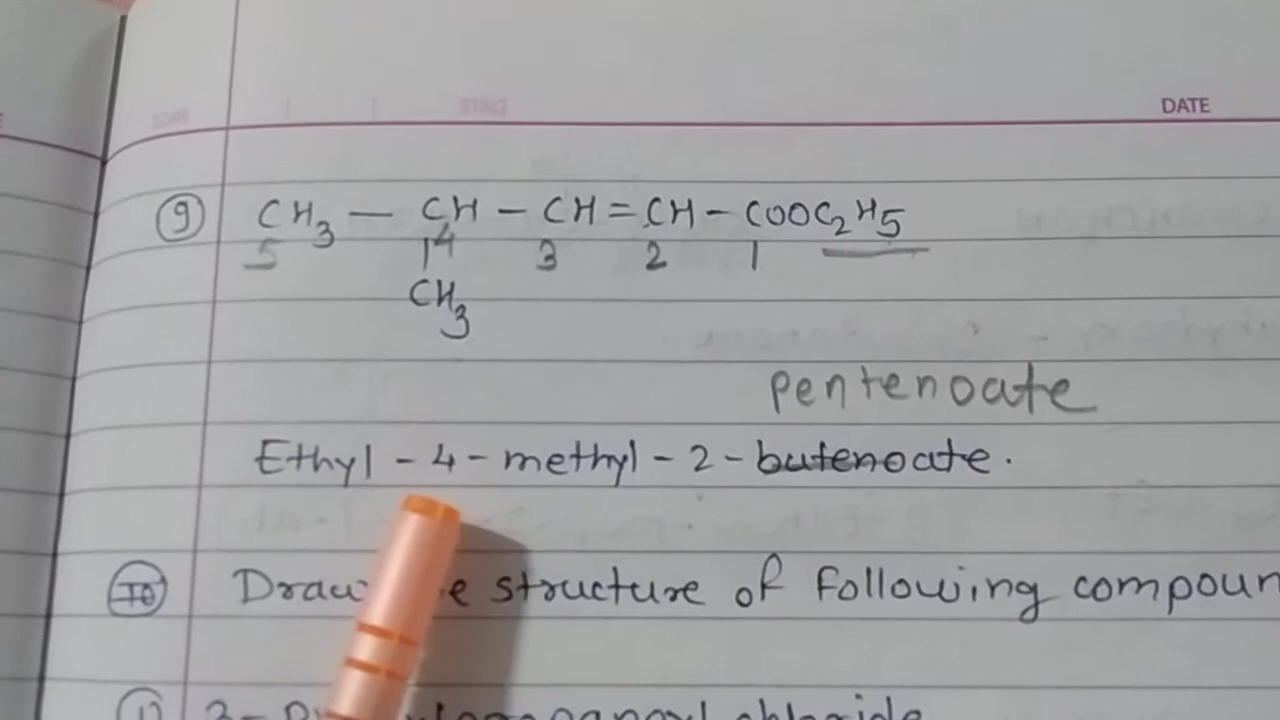 DATE
9 CH3 — CH – CH = CH – COOC2H5
5 4 3 2 1
CH3
pentenoate
Ethyl - 4 - methyl - 2 - butenoate.
10 Draw structure of following compoun
chloride